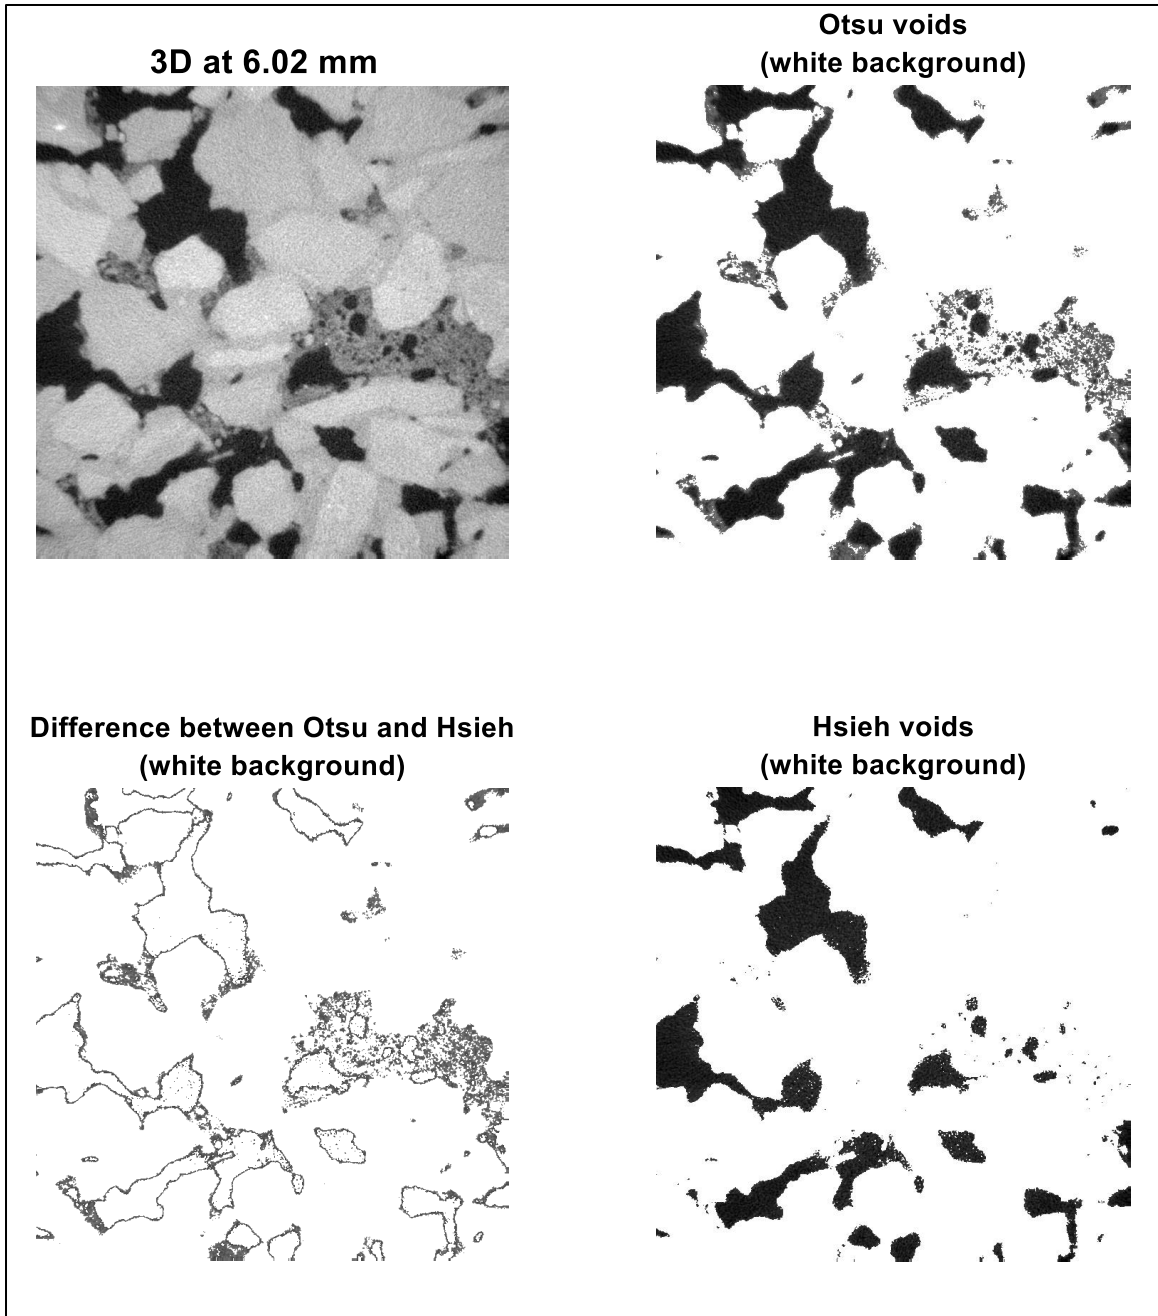 3D at 6.02 mm
Otsu voids
(white background)
Difference between Otsu and Hsieh
(white background)
Hsieh voids
(white background)